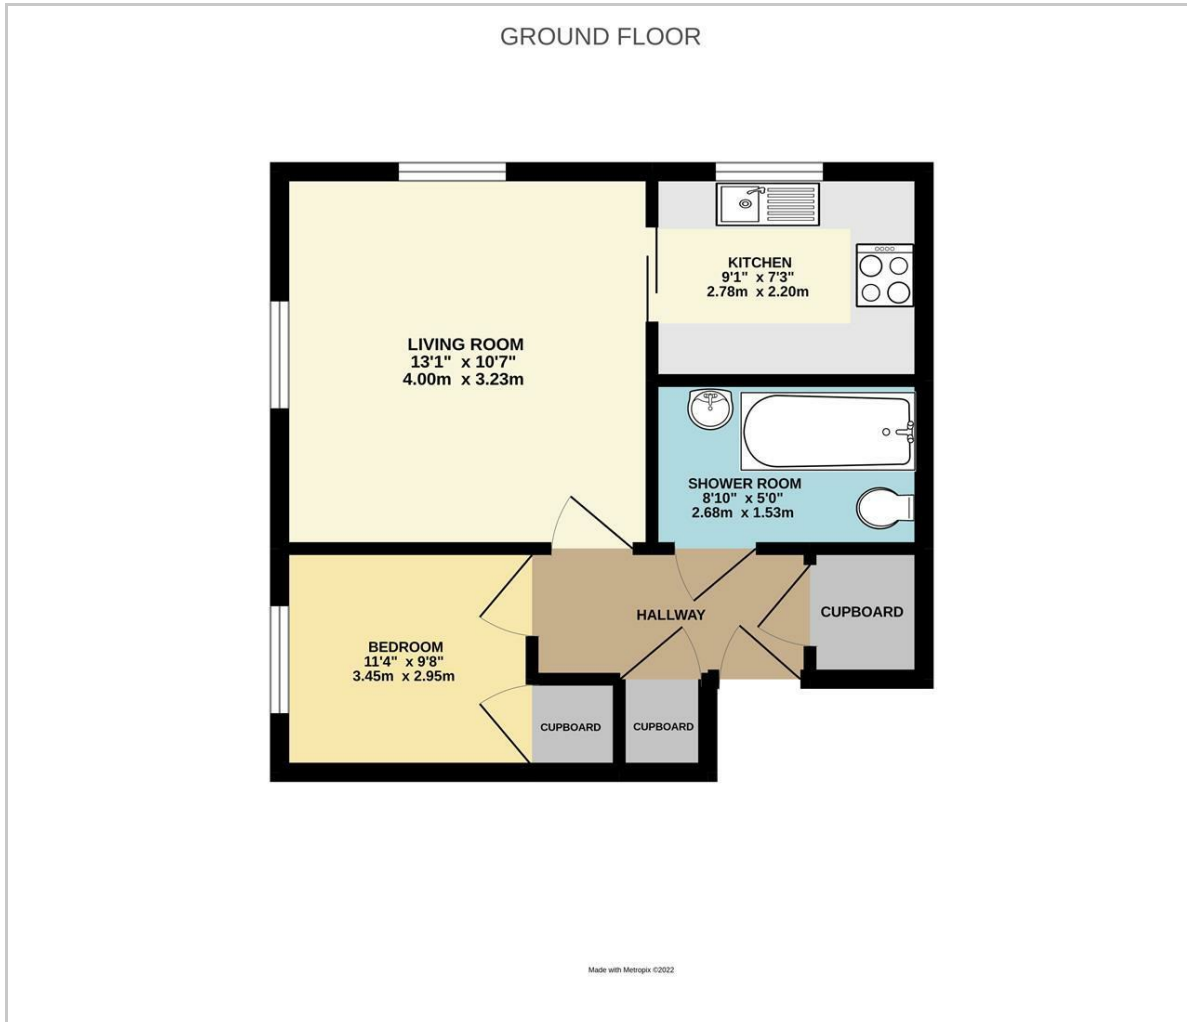 GROUND FLOOR
KITCHEN
9'1" x 7'3"
2.78m x 2.20m
LIVING ROOM
13'1" x 10'7"
4.00m x 3.23m
SHOWER ROOM
8'10" x 5'0"
2.68m x 1.53m
HALLWAY
CUPBOARD
BEDROOM
11'4" x 9'8"
3.45m x 2.95m
CUPBOARD
CUPBOARD
Made with Metropix ©2022